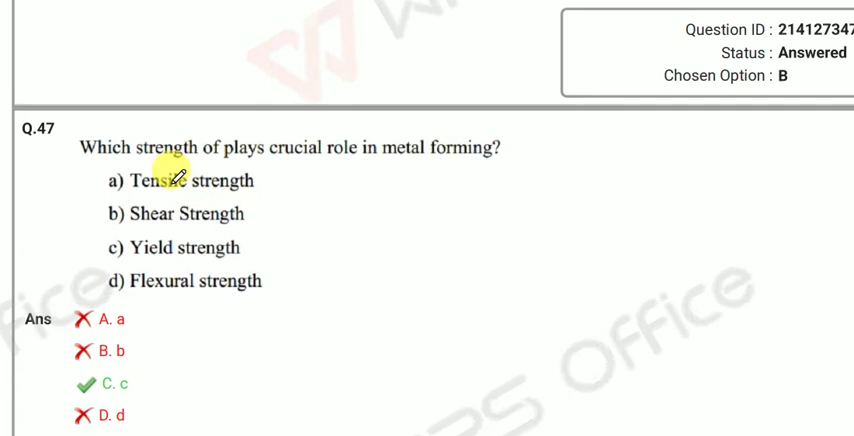 Question ID : 214127347
Status : Answered
Chosen Option : B
Q.47
Which strength of plays crucial role in metal forming?
a) Tensile strength
b) Shear Strength
c) Yield strength
d) Flexural strength
Ans
A. a
B. b
C. c
D. d
Office